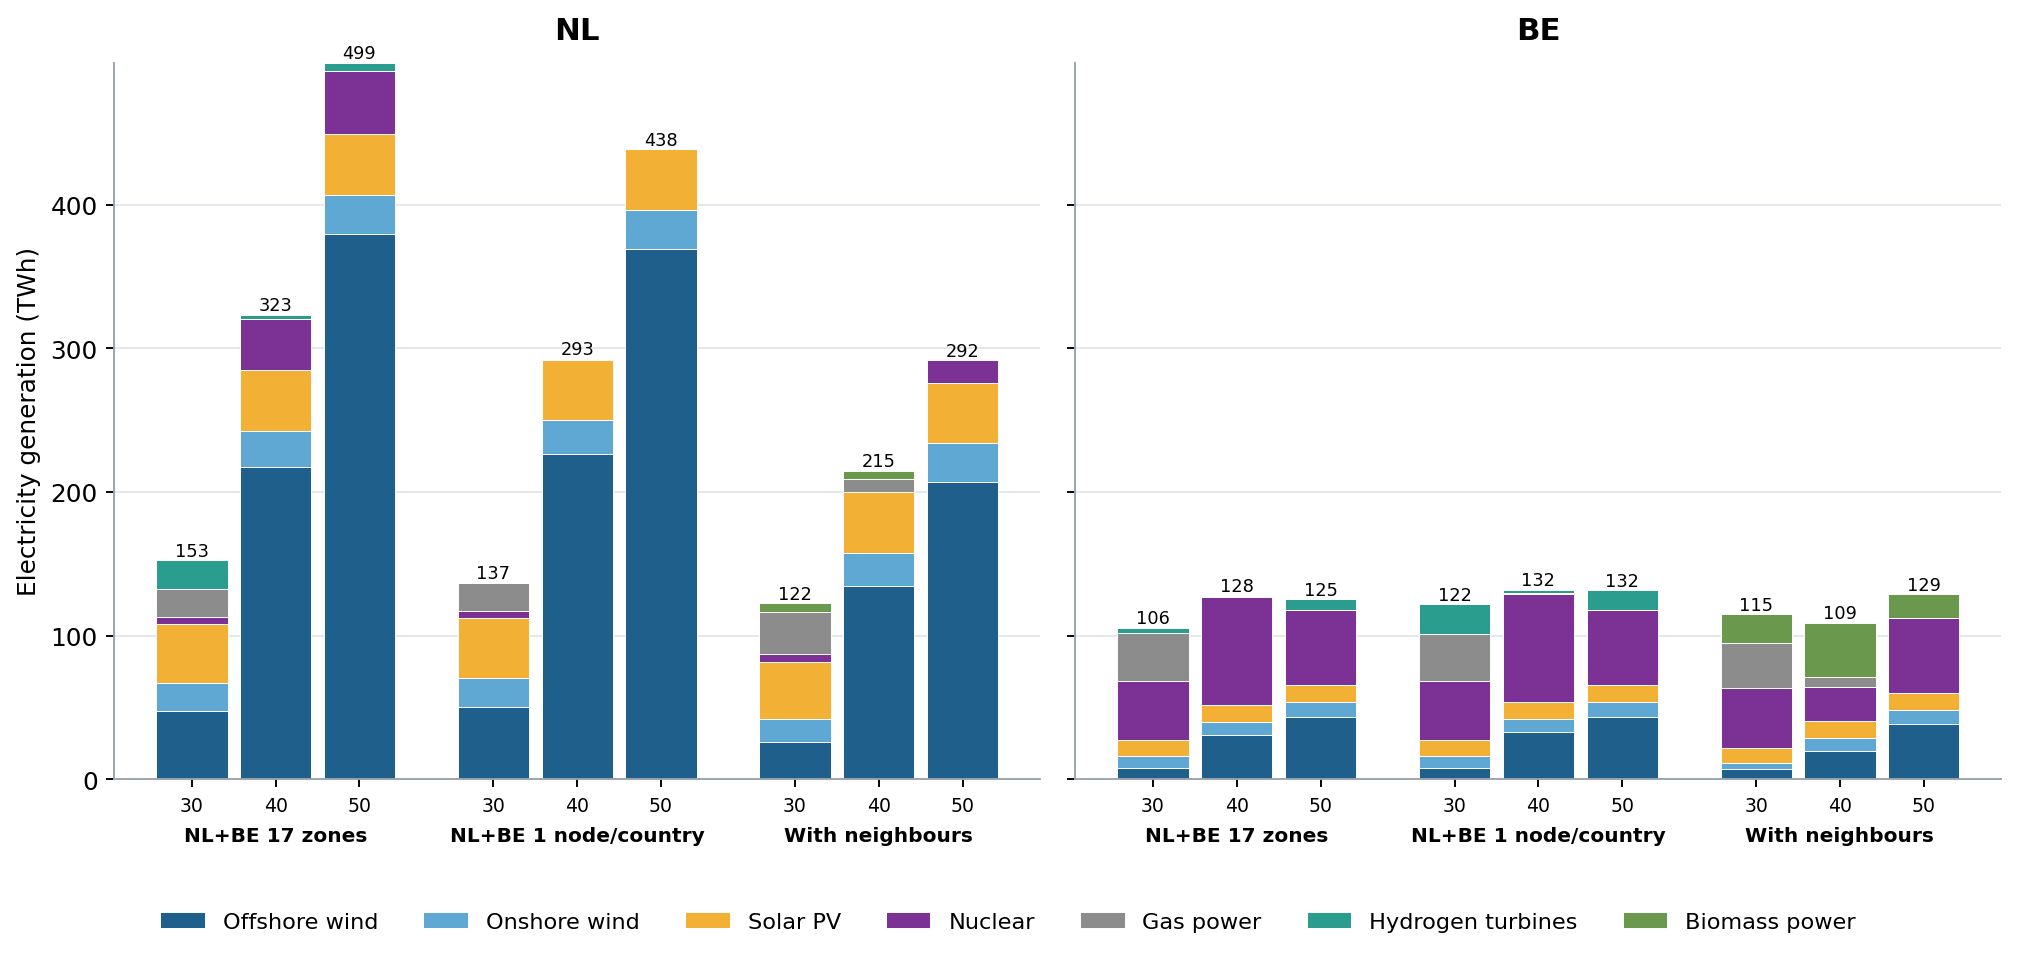 NL
BE
Electricity generation (TWh)
400
300
200
100
0
153
323
499
137
293
438
122
215
292
106
128
125
122
132
132
115
109
129
30 40 50 30 40 50 30 40 50
NL+BE 17 zones NL+BE 1 node/country With neighbours
30 40 50 30 40 50 30 40 50
NL+BE 17 zones NL+BE 1 node/country With neighbours
Offshore wind Onshore wind Solar PV Nuclear Gas power Hydrogen turbines Biomass power